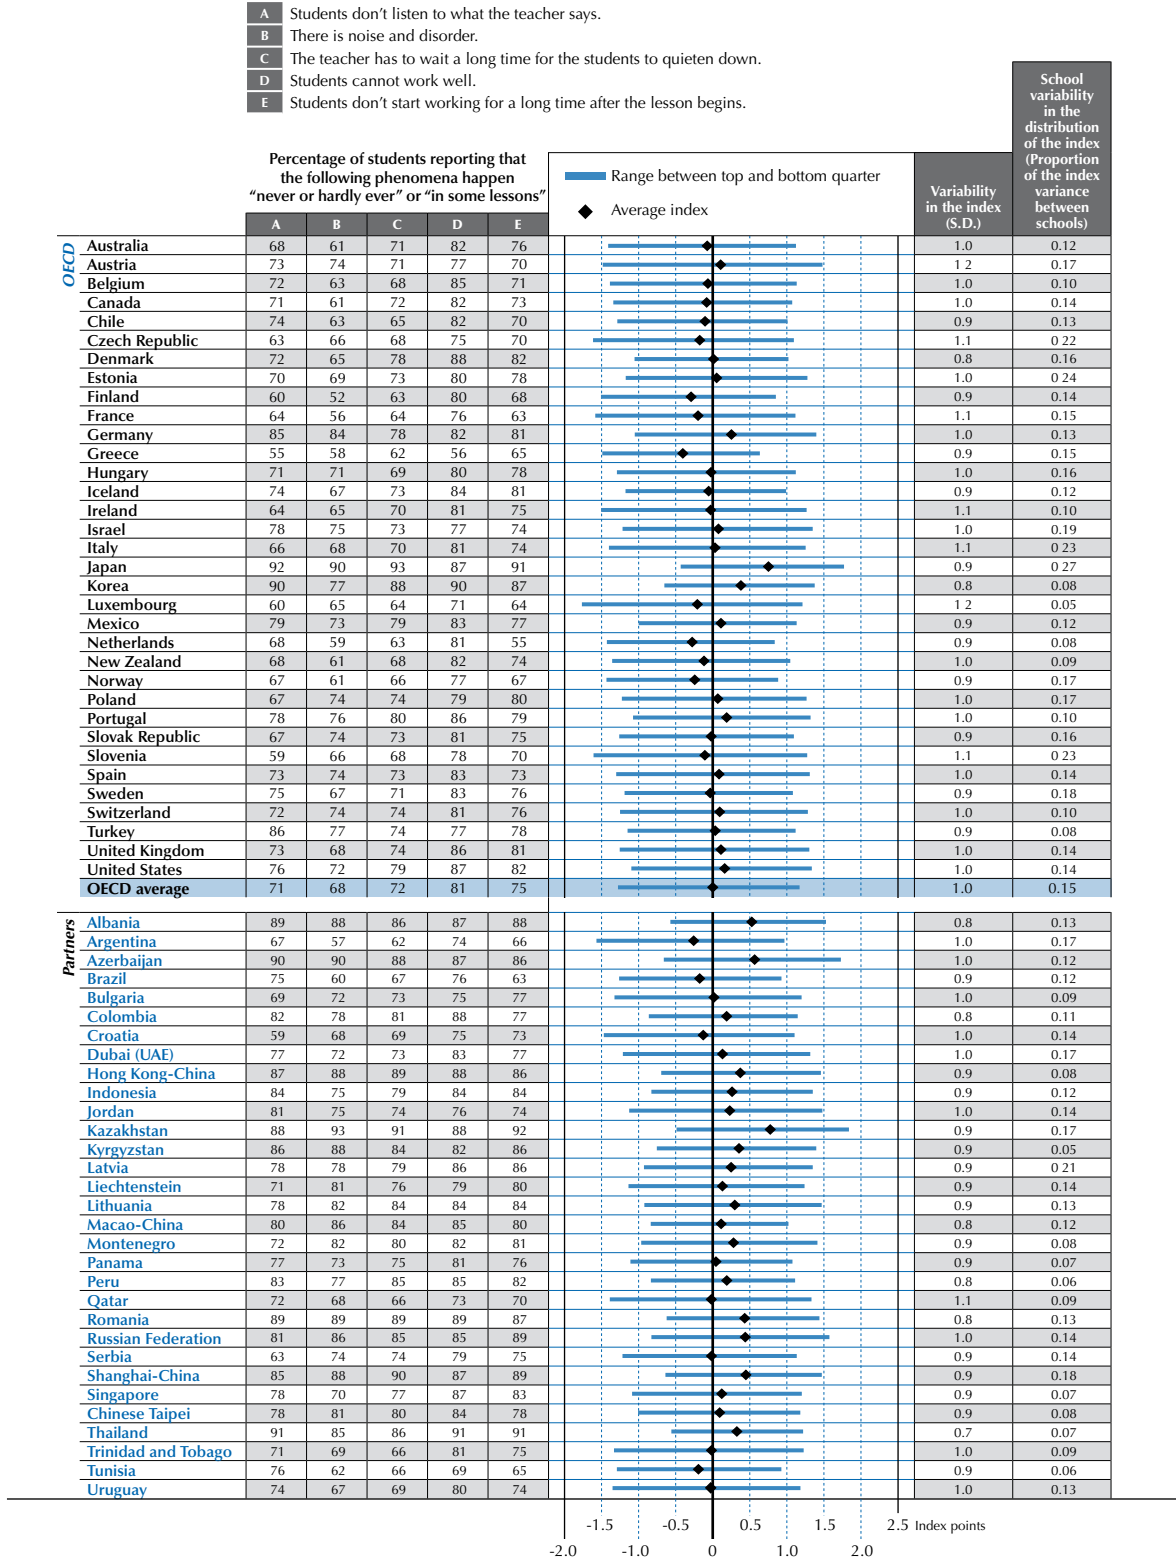 A Students don’t listen to what the teacher says.
B There is noise and disorder.
C The teacher has to wait a long time for the students to quieten down.
D Students cannot work well.
E Students don’t start working for a long time after the lesson begins.
Percentage of students reporting that
the following phenomena happen
“never or hardly ever” or “in some lessons”
Range between top and bottom quarter
Average index
Variability
in the index
(S.D.)
School
variability
in the
distribution
of the index
(Proportion
of the index
variance
between
schools)
A B C D E
OECD
Australia 68 61 71 82 76 1.0 0.12
Austria 73 74 71 77 70 1 2 0.17
Belgium 72 63 68 85 71 1.0 0.10
Canada 71 61 72 82 73 1.0 0.14
Chile 74 63 65 82 70 0.9 0.13
Czech Republic 63 66 68 75 70 1.1 0 22
Denmark 72 65 78 88 82 0.8 0.16
Estonia 70 69 73 80 78 1.0 0 24
Finland 60 52 63 80 68 0.9 0.14
France 64 56 64 76 63 1.1 0.15
Germany 85 84 78 82 81 1.0 0.13
Greece 55 58 62 56 65 0.9 0.15
Hungary 71 71 69 80 78 1.0 0.16
Iceland 74 67 73 84 81 0.9 0.12
Ireland 64 65 70 81 75 1.1 0.10
Israel 78 75 73 77 74 1.0 0.19
Italy 66 68 70 81 74 1.1 0 23
Japan 92 90 93 87 91 0.9 0 27
Korea 90 77 88 90 87 0.8 0.08
Luxembourg 60 65 64 71 64 1 2 0.05
Mexico 79 73 79 83 77 0.9 0.12
Netherlands 68 59 63 81 55 0.9 0.08
New Zealand 68 61 68 82 74 1.0 0.09
Norway 67 61 66 77 67 0.9 0.17
Poland 67 74 74 79 80 1.0 0.17
Portugal 78 76 80 86 79 1.0 0.10
Slovak Republic 67 74 73 81 75 0.9 0.16
Slovenia 59 66 68 78 70 1.1 0 23
Spain 73 74 73 83 73 1.0 0.14
Sweden 75 67 71 83 76 0.9 0.18
Switzerland 72 74 74 81 76 1.0 0.10
Turkey 86 77 74 77 78 0.9 0.08
United Kingdom 73 68 74 86 81 1.0 0.14
United States 76 72 79 87 82 1.0 0.14
OECD average 71 68 72 81 75 1.0 0.15
Partners
Albania 89 88 86 87 88 0.8 0.13
Argentina 67 57 62 74 66 1.0 0.17
Azerbaijan 90 90 88 87 86 1.0 0.12
Brazil 75 60 67 76 63 0.9 0.12
Bulgaria 69 72 73 75 77 1.0 0.09
Colombia 82 78 81 88 77 0.8 0.11
Croatia 59 68 69 75 73 1.0 0.14
Dubai (UAE) 77 72 73 83 77 1.0 0.17
Hong Kong-China 87 88 89 88 86 0.9 0.08
Indonesia 84 75 79 84 84 0.9 0.12
Jordan 81 75 74 76 74 1.0 0.14
Kazakhstan 88 93 91 88 92 0.9 0.17
Kyrgyzstan 86 88 84 82 86 0.9 0.05
Latvia 78 78 79 86 86 0.9 0 21
Liechtenstein 71 81 76 79 80 0.9 0.14
Lithuania 78 82 84 84 84 0.9 0.13
Macao-China 80 86 84 85 80 0.8 0.12
Montenegro 72 82 80 82 81 0.9 0.08
Panama 77 73 75 81 76 0.9 0.07
Peru 83 77 85 85 82 0.8 0.06
Qatar 72 68 66 73 70 1.1 0.09
Romania 89 89 89 89 87 0.8 0.13
Russian Federation 81 86 85 85 89 1.0 0.14
Serbia 63 74 74 79 75 0.9 0.14
Shanghai-China 85 88 90 87 89 0.9 0.18
Singapore 78 70 77 87 83 0.9 0.07
Chinese Taipei 78 81 80 84 78 0.9 0.08
Thailand 91 85 86 91 91 0.7 0.07
Trinidad and Tobago 71 69 66 81 75 1.0 0.09
Tunisia 76 62 66 69 65 0.9 0.06
Uruguay 74 67 69 80 74 1.0 0.13
-1.5 -0.5 0.5 1.5 2.5 Index points
-2.0 -1.0 0 1.0 2.0